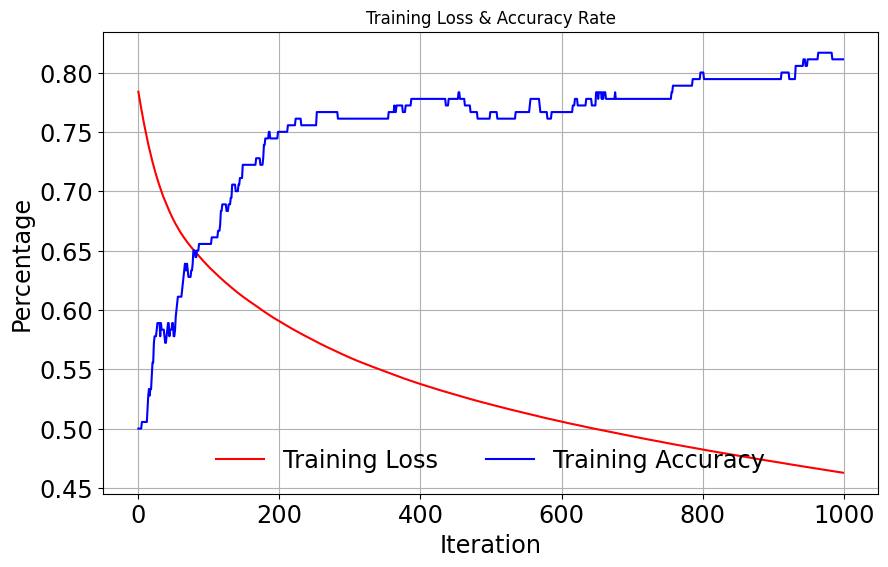 Training Loss & Accuracy Rate
0.80
0.75
0.70
0.65
0.60
0.55
0.50
0.45
Percentage
Training Loss Training Accuracy
0 200 400 600 800 1000
Iteration